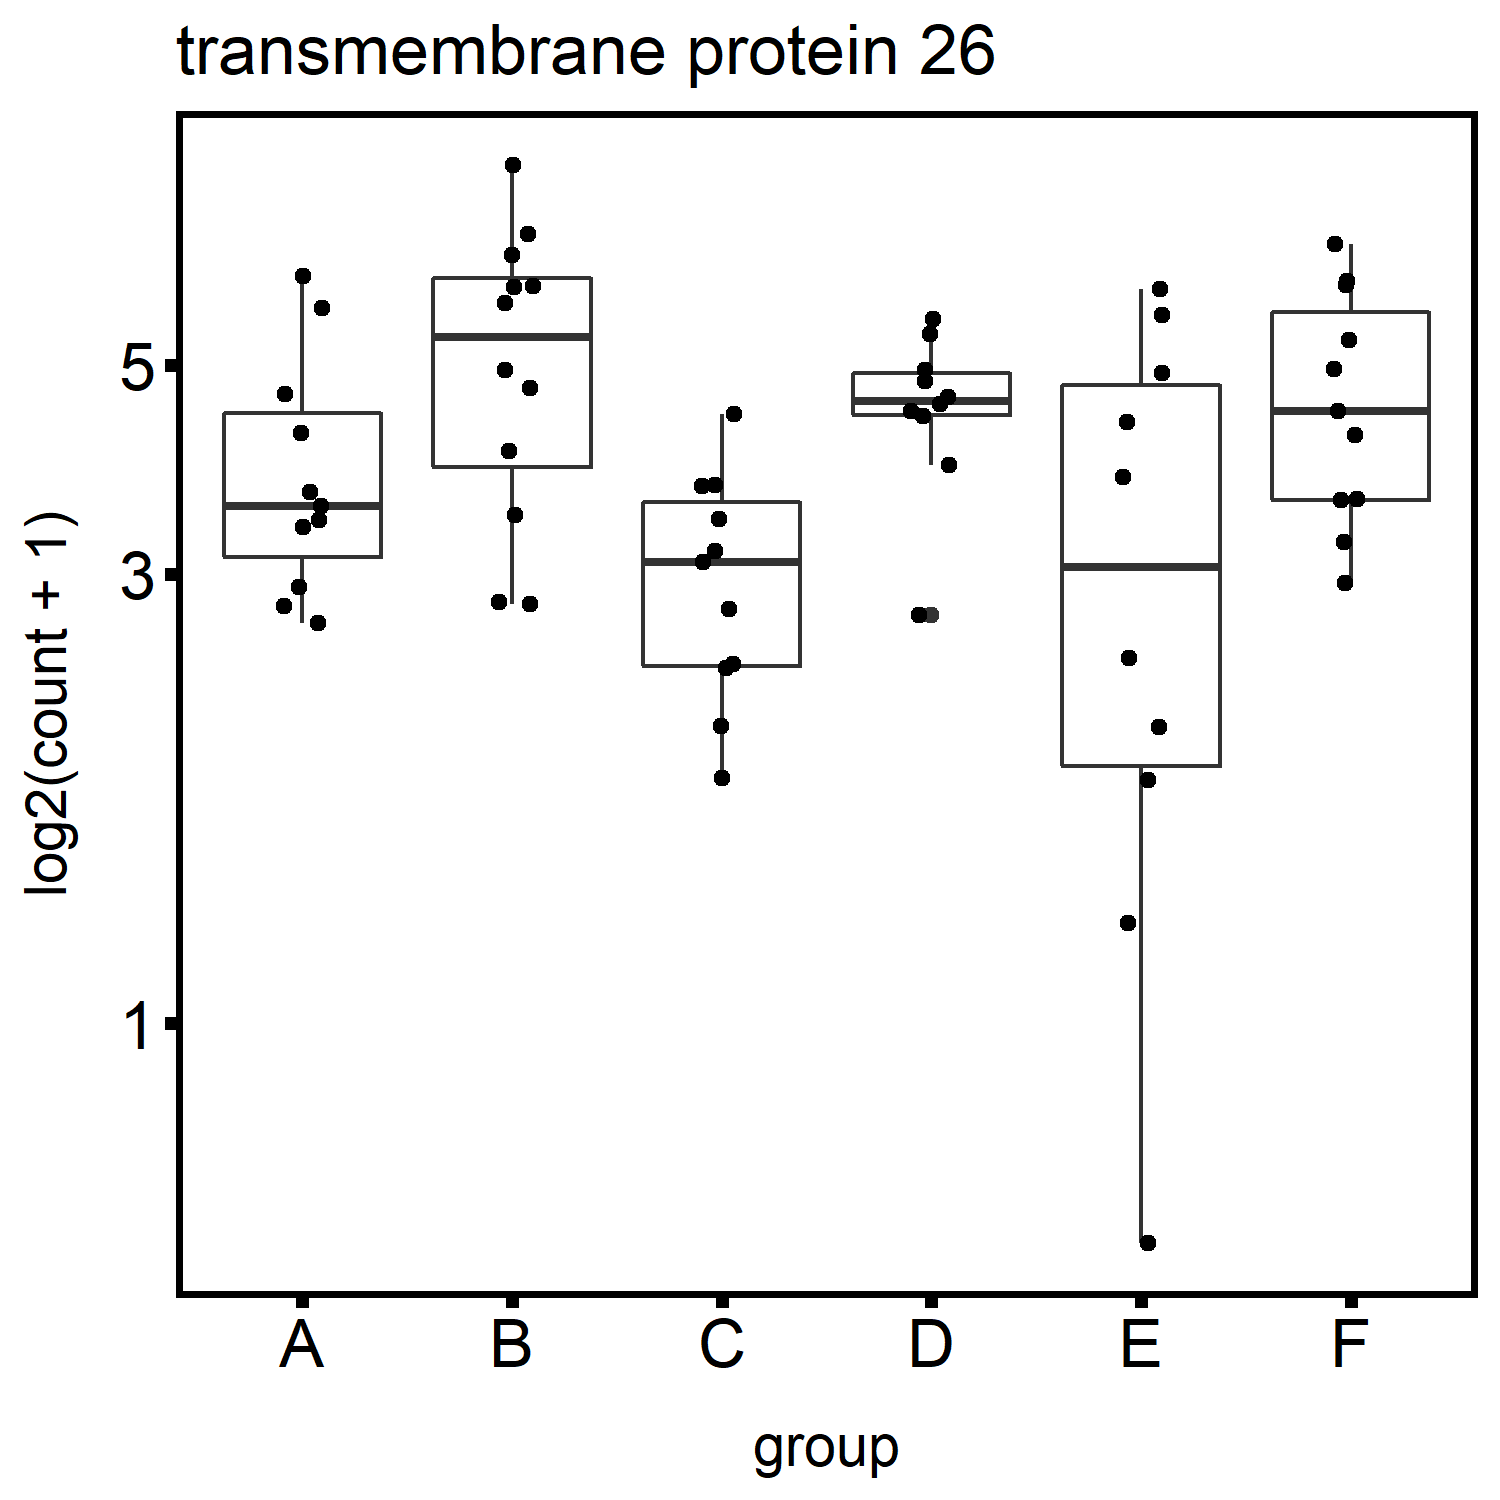 transmembrane protein 26
log2(count + 1)
5
3
1
A B C D E F
group